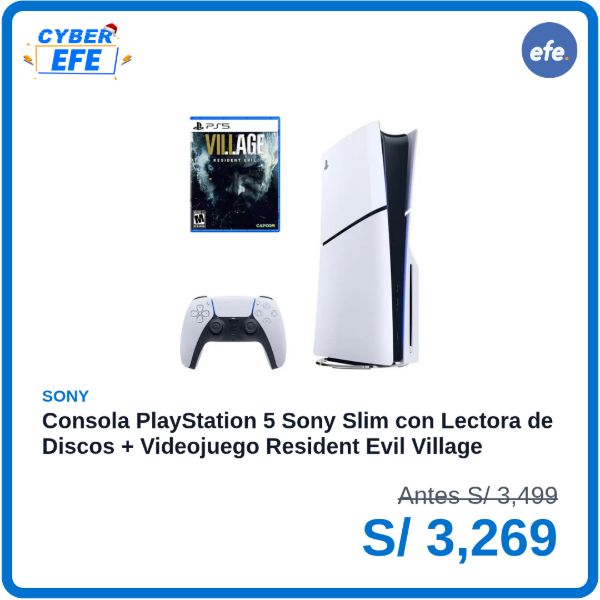 CYBER
EFE
efe.
PS5
VILLAGE
RESIDENT EVIL
M
CAPCOM
SONY
Consola PlayStation 5 Sony Slim con Lectora de
Discos + Videojuego Resident Evil Village
Antes S/ 3,499
S/ 3,269